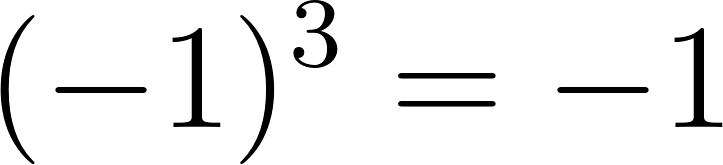 (−1)³ = −1